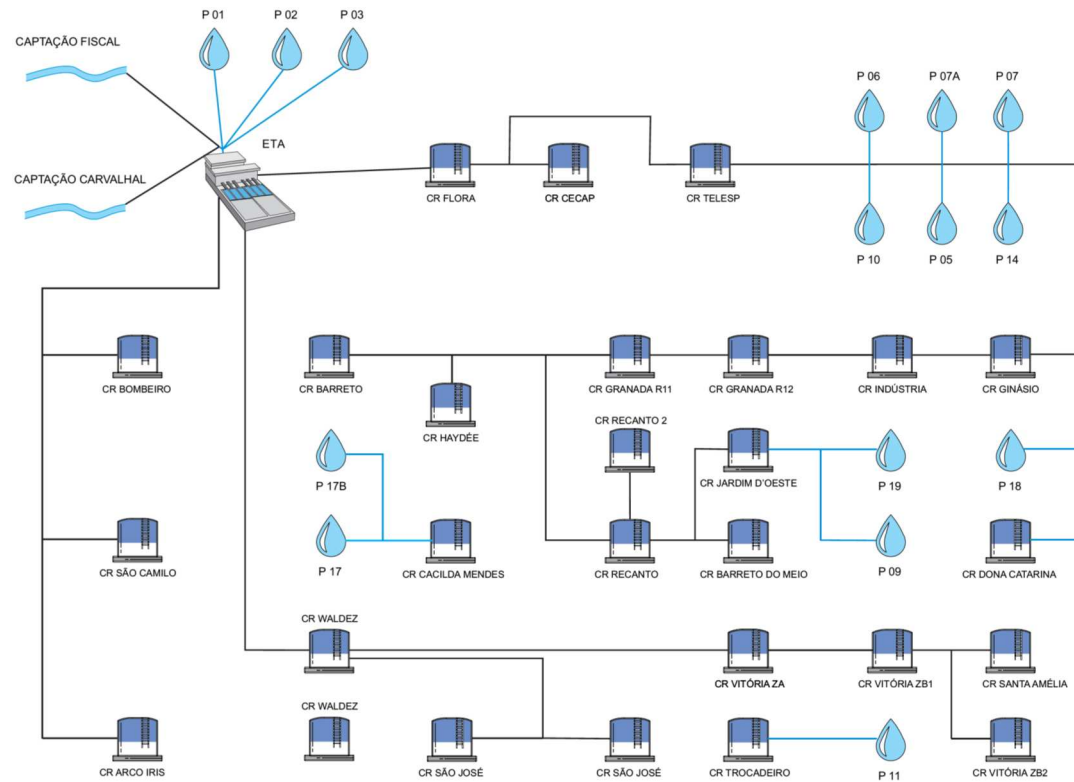 P 01
P 02
P 03
CAPTAÇÃO FISCAL
ETA
CAPTAÇÃO CARVALHAL
P 06
P 07A
P 07
CR FLORA
CR CECAP
CR TELESP
P 10
P 05
P 14
CR BOMBEIRO
CR BARRETO
CR HAYDÉE
CR GRANADA R11
CR GRANADA R12
CR INDÚSTRIA
CR GINÁSIO
CR RECANTO 2
P 17B
CR JARDIM D'OESTE
P 19
P 18
CR SÃO CAMILO
P 17
CR CACILDA MENDES
CR RECANTO
CR BARRETO DO MEIO
P 09
CR DONA CATARINA
CR WALDEZ
CR VITÓRIA ZA
CR VITÓRIA ZB1
CR SANTA AMÉLIA
CR WALDEZ
CR ARCO IRIS
CR SÃO JOSÉ
CR SÃO JOSÉ
CR TROCADEIRO
P 11
CR VITÓRIA ZB2